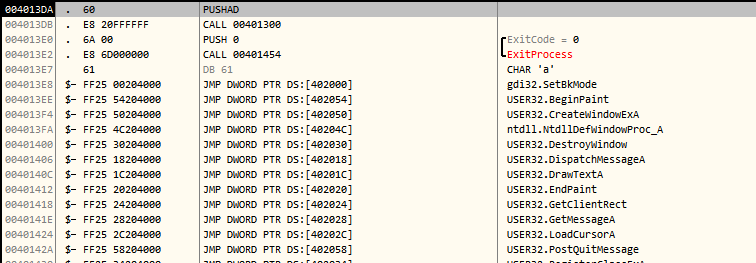 004013DA . 60 PUSHAD
004013DB . E8 20FFFFFF CALL 00401300
004013E0 . 6A 00 PUSH 0 ExitCode = 0
004013E2 . E8 6D000000 CALL 00401454 ExitProcess
004013E7 61 DB 61 CHAR 'a'
004013E8 $- FF25 00204000 JMP DWORD PTR DS:[402000] gdi32.SetBkMode
004013EE $- FF25 54204000 JMP DWORD PTR DS:[402054] USER32.BeginPaint
004013F4 $- FF25 50204000 JMP DWORD PTR DS:[402050] USER32.CreateWindowExA
004013FA $- FF25 4C204000 JMP DWORD PTR DS:[40204C] ntdll.NtdllDefWindowProc_A
00401400 $- FF25 30204000 JMP DWORD PTR DS:[402030] USER32.DestroyWindow
00401406 $- FF25 18204000 JMP DWORD PTR DS:[402018] USER32.DispatchMessageA
0040140C $- FF25 1C204000 JMP DWORD PTR DS:[40201C] USER32.DrawTextA
00401412 $- FF25 20204000 JMP DWORD PTR DS:[402020] USER32.EndPaint
00401418 $- FF25 24204000 JMP DWORD PTR DS:[402024] USER32.GetClientRect
0040141E $- FF25 28204000 JMP DWORD PTR DS:[402028] USER32.GetMessageA
00401424 $- FF25 2C204000 JMP DWORD PTR DS:[40202C] USER32.LoadCursorA
0040142A $- FF25 58204000 JMP DWORD PTR DS:[402058] USER32.PostQuitMessage